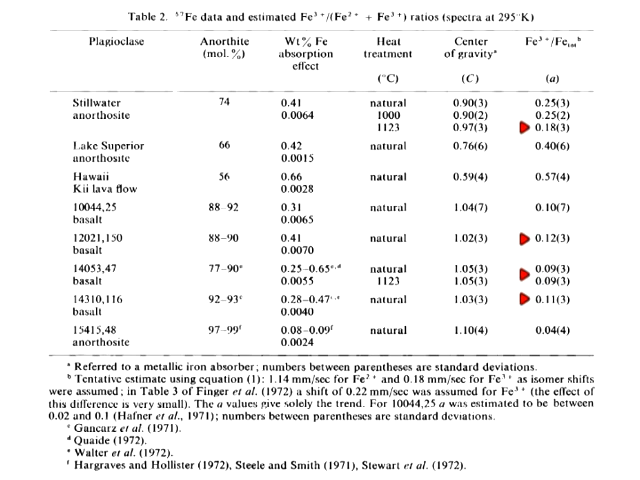 Table 2. ⁵⁷Fe data and estimated Fe³⁺/(Fe²⁺ + Fe³⁺) ratios (spectra at 295°K)
Plagioclase Anorthite (mol.%) Wt% Fe absorption effect Heat treatment (°C) Center of gravityᵃ (C) Fe³⁺/Feₜₒₜᵇ (a)
Stillwater 74 0.41 natural 0.90(3) 0.25(3)
anorthosite 0.0064 1000 0.90(2) 0.25(2)
1123 0.97(3) 0.18(3)
Lake Superior 66 0.42 natural 0.76(6) 0.40(6)
anorthosite 0.0015
Hawaii 56 0.66 natural 0.59(4) 0.57(4)
Kii lava flow 0.0028
10044,25 88–92 0.31 natural 1.04(7) 0.10(7)
basalt 0.0065
12021,150 88–90 0.41 natural 1.02(3) 0.12(3)
basalt 0.0070
14053,47 77–90ᵉ 0.25–0.65ᶜ,ᵈ natural 1.05(3) 0.09(3)
basalt 0.0055 1123 1.05(3) 0.09(3)
14310,116 92–93ᶜ 0.28–0.47 natural 1.03(3) 0.11(3)
basalt 0.0040
15415,48 97–99ᶠ 0.08–0.09ᶠ natural 1.10(4) 0.04(4)
anorthosite 0.0024
ᵃ Referred to a metallic iron absorber; numbers between parentheses are standard deviations.
ᵇ Tentative estimate using equation (1): 1.14 mm/sec for Fe²⁺ and 0.18 mm/sec for Fe³⁺ as isomer shifts
were assumed; in Table 3 of Finger et al. (1972) a shift of 0.22 mm/sec was assumed for Fe³⁺ (the effect of
this difference is very small). The a values give solely the trend. For 10044,25 a was estimated to be between
0.02 and 0.1 (Hafner et al., 1971); numbers between parentheses are standard deviations.
ᶜ Gancarz et al. (1971).
ᵈ Quaide (1972).
ᵉ Walter et al. (1972).
ᶠ Hargraves and Hollister (1972), Steele and Smith (1971), Stewart et al. (1972).